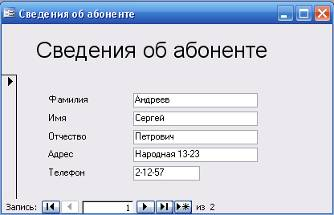 Сведения об абоненте
Сведения об абоненте
Фамилия Андреев
Имя Сергей
Отчество Петрович
Адрес Народная 13-23
Телефон 2-12-57
Запись: 1 из 2